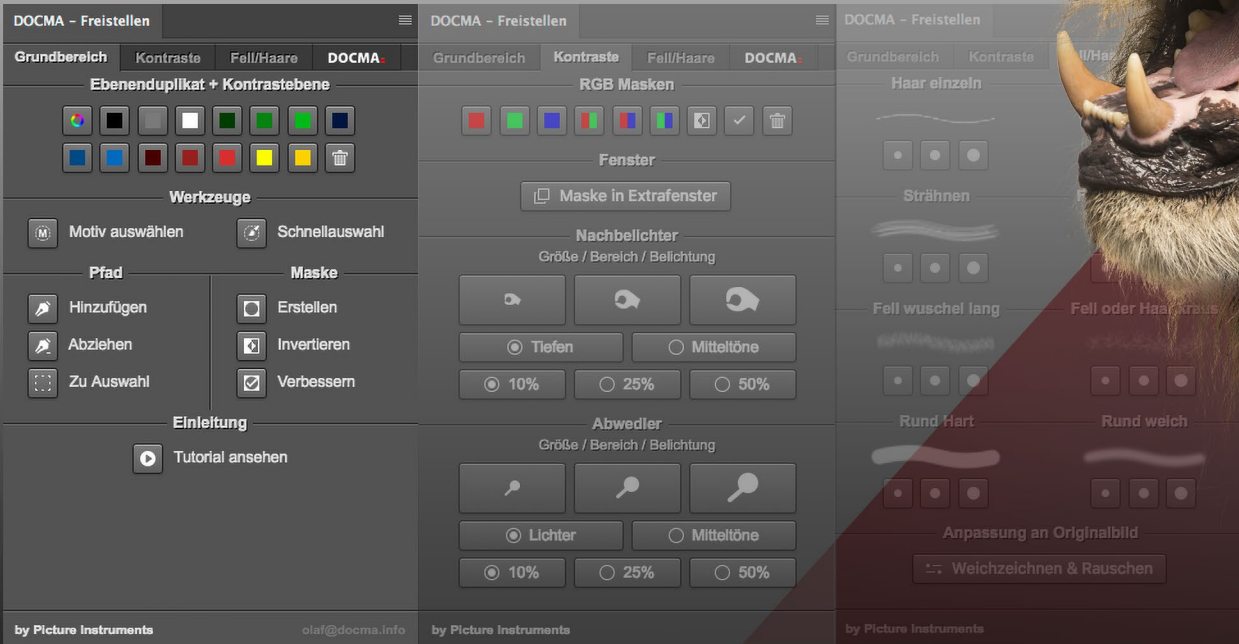 DOCMA – Freistellen
Grundbereich Kontraste Fell/Haare DOCMA:
Ebenenduplikat + Kontrastebene
Werkzeuge
M Motiv auswählen Schnellauswahl
Pfad Maske
Hinzufügen Erstellen
Abziehen Invertieren
Zu Auswahl Verbessern
Einleitung
Tutorial ansehen
by Picture Instruments olaf@docma.info
DOCMA – Freistellen
Grundbereich Kontraste Fell/Haare DOCMA:
RGB Masken
Fenster
Maske in Extrafenster
Nachbelichter
Größe / Bereich / Belichtung
Tiefen Mitteltöne
10% 25% 50%
Abwedler
Größe / Bereich / Belichtung
Lichter Mitteltöne
10% 25% 50%
by Picture Instruments
DOCMA – Freistellen
Grundbereich Kontraste
Haar einzeln
Strähnen
Fell wuschel lang Fell oder Haar kraus
Rund Hart Rund weich
Anpassung an Originalbild
Weichzeichnen & Rauschen
by Picture Instruments